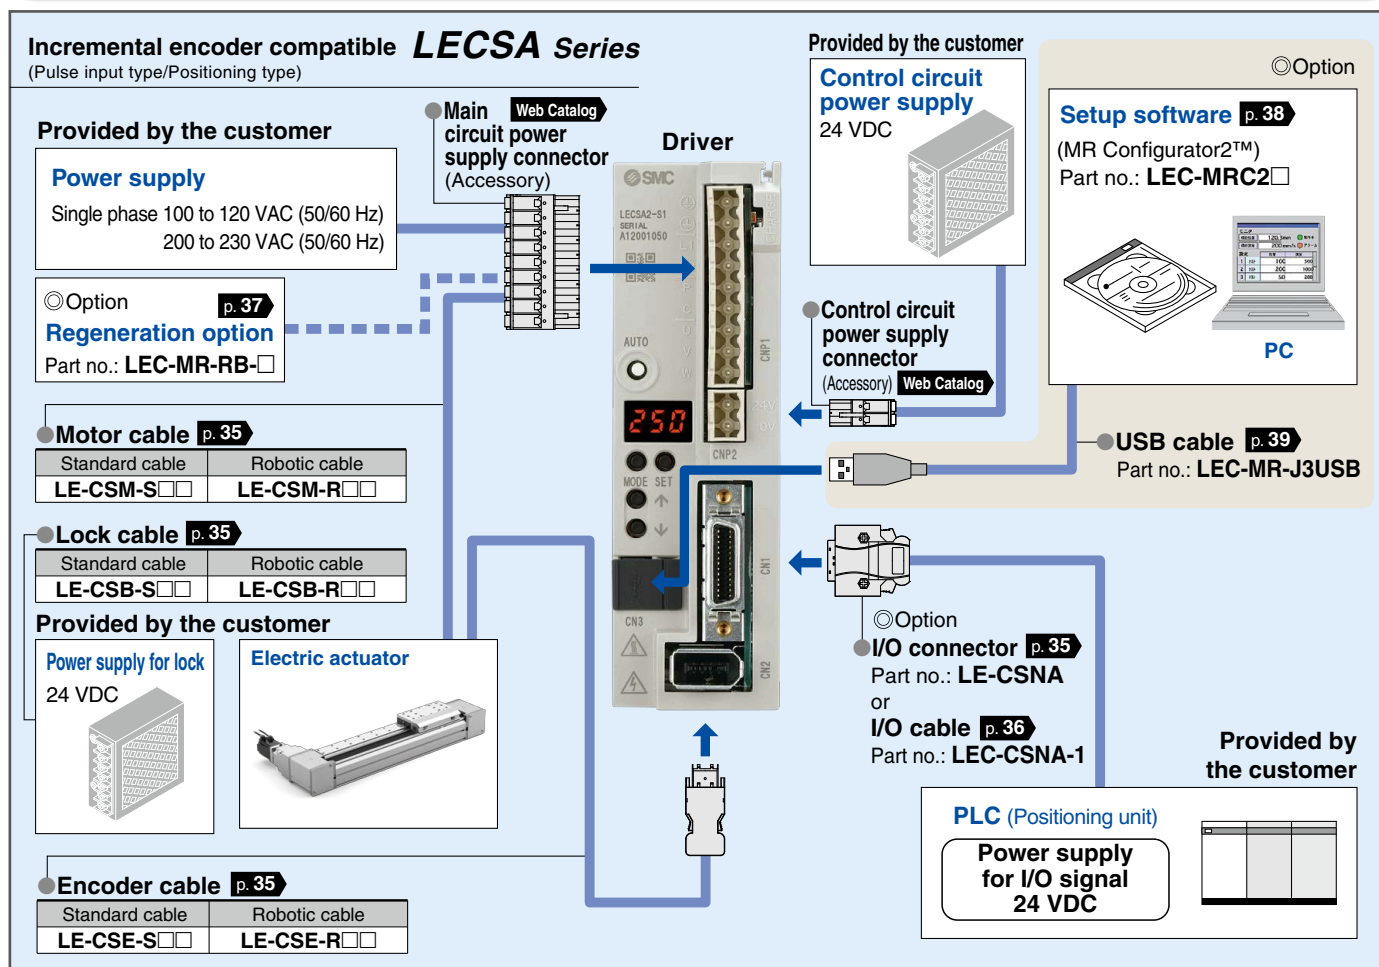 Incremental encoder compatible LECSA Series
(Pulse input type/Positioning type)
Provided by the customer
Power supply
Single phase 100 to 120 VAC (50/60 Hz)
200 to 230 VAC (50/60 Hz)
◎Option p. 37
Regeneration option
Part no.: LEC-MR-RB-□
Main Web Catalog
circuit power
supply connector
(Accessory)
Driver
SMC
LECSA2-S1
SERIAL
A12001050
AUTO
250
MODE SET
CNP1
24V
0V
CNP2
CN1
CN3
CN2
Provided by the customer
Control circuit
power supply
24 VDC
Control circuit
power supply
connector
(Accessory) Web Catalog
◎Option
Setup software p. 38
(MR Configurator2™)
Part no.: LEC-MRC2□
PC
USB cable p. 39
Part no.: LEC-MR-J3USB
Motor cable p. 35
Standard cable Robotic cable
LE-CSM-S□□ LE-CSM-R□□
Lock cable p. 35
Standard cable Robotic cable
LE-CSB-S□□ LE-CSB-R□□
Provided by the customer
Power supply for lock
24 VDC
Electric actuator
◎Option
I/O connector p. 35
Part no.: LE-CSNA
or
I/O cable p. 36
Part no.: LEC-CSNA-1
Provided by
the customer
PLC (Positioning unit)
Power supply
for I/O signal
24 VDC
Encoder cable p. 35
Standard cable Robotic cable
LE-CSE-S□□ LE-CSE-R□□